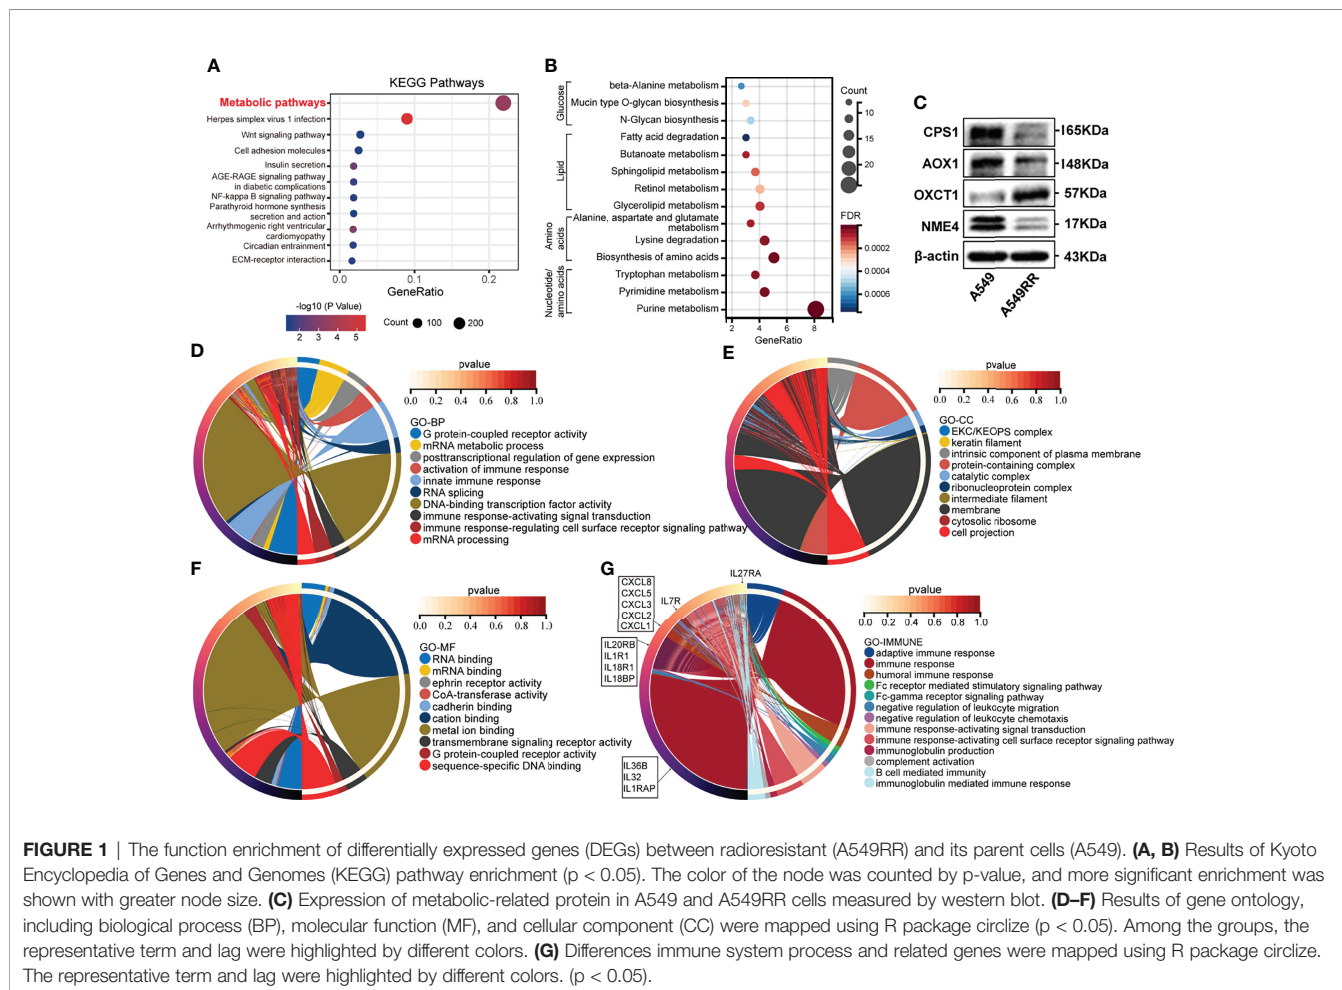 A
KEGG Pathways
Metabolic pathways
Herpes simplex virus 1 infection
Wnt signaling pathway
Cell adhesion molecules
Insulin secretion
AGE-RAGE signaling pathway
in diabetic complications
NF-kappa B signaling pathway
Parathyroid hormone synthesis
secretion and action
Arrhythmogenic right ventricular
cardiomyopathy
Circadian entrainment
ECM-receptor interaction
0.0 0.1 0.2
GeneRatio
-log10 (P Value)
2 3 4 5
Count 100 200
B
Glucose
Lipid
Amino
acids
Nucleotide/
amino acids
beta-Alanine metabolism
Mucin type O-glycan biosynthesis
N-Glycan biosynthesis
Fatty acid degradation
Butanoate metabolism
Sphingolipid metabolism
Retinol metabolism
Glycerolipid metabolism
Alanine, aspartate and glutamate
metabolism
Lysine degradation
Biosynthesis of amino acids
Tryptophan metabolism
Pyrimidine metabolism
Purine metabolism
2 4 6 8
GeneRatio
Count
10
15
20
FDR
0.0002
0.0004
0.0006
C
CPS1 165KDa
AOX1 148KDa
OXCT1 57KDa
NME4 17KDa
β-actin 43KDa
A549 A549RR
D
pvalue
0.0 0.2 0.4 0.6 0.8 1.0
GO-BP
G protein-coupled receptor activity
mRNA metabolic process
posttranscriptional regulation of gene expression
activation of immune response
innate immune response
RNA splicing
DNA-binding transcription factor activity
immune response-activating signal transduction
immune response-regulating cell surface receptor signaling pathway
mRNA processing
E
pvalue
0.0 0.2 0.4 0.6 0.8 1.0
GO-CC
EKC/KEOPS complex
keratin filament
intrinsic component of plasma membrane
protein-containing complex
catalytic complex
ribonucleoprotein complex
intermediate filament
membrane
cytosolic ribosome
cell projection
F
pvalue
0.0 0.2 0.4 0.6 0.8 1.0
GO-MF
RNA binding
mRNA binding
ephrin receptor activity
CoA-transferase activity
cadherin binding
cation binding
metal ion binding
transmembrane signaling receptor activity
G protein-coupled receptor activity
sequence-specific DNA binding
G
IL27RA
IL7R
CXCL8
CXCL5
CXCL3
CXCL2
CXCL1
IL20RB
IL1R1
IL18R1
IL18BP
IL36B
IL32
IL1RAP
pvalue
0.0 0.2 0.4 0.6 0.8 1.0
GO-IMMUNE
adaptive immune response
immune response
humoral immune response
Fc receptor mediated stimulatory signaling pathway
Fc-gamma receptor signaling pathway
negative regulation of leukocyte migration
negative regulation of leukocyte chemotaxis
immune response-activating signal transduction
immune response-activating cell surface receptor signaling pathway
immunoglobulin production
complement activation
B cell mediated immunity
immunoglobulin mediated immune response
FIGURE 1 | The function enrichment of differentially expressed genes (DEGs) between radioresistant (A549RR) and its parent cells (A549). (A, B) Results of Kyoto
Encyclopedia of Genes and Genomes (KEGG) pathway enrichment (p < 0.05). The color of the node was counted by p-value, and more significant enrichment was
shown with greater node size. (C) Expression of metabolic-related protein in A549 and A549RR cells measured by western blot. (D–F) Results of gene ontology,
including biological process (BP), molecular function (MF), and cellular component (CC) were mapped using R package circlize (p < 0.05). Among the groups, the
representative term and lag were highlighted by different colors. (G) Differences immune system process and related genes were mapped using R package circlize.
The representative term and lag were highlighted by different colors. (p < 0.05).